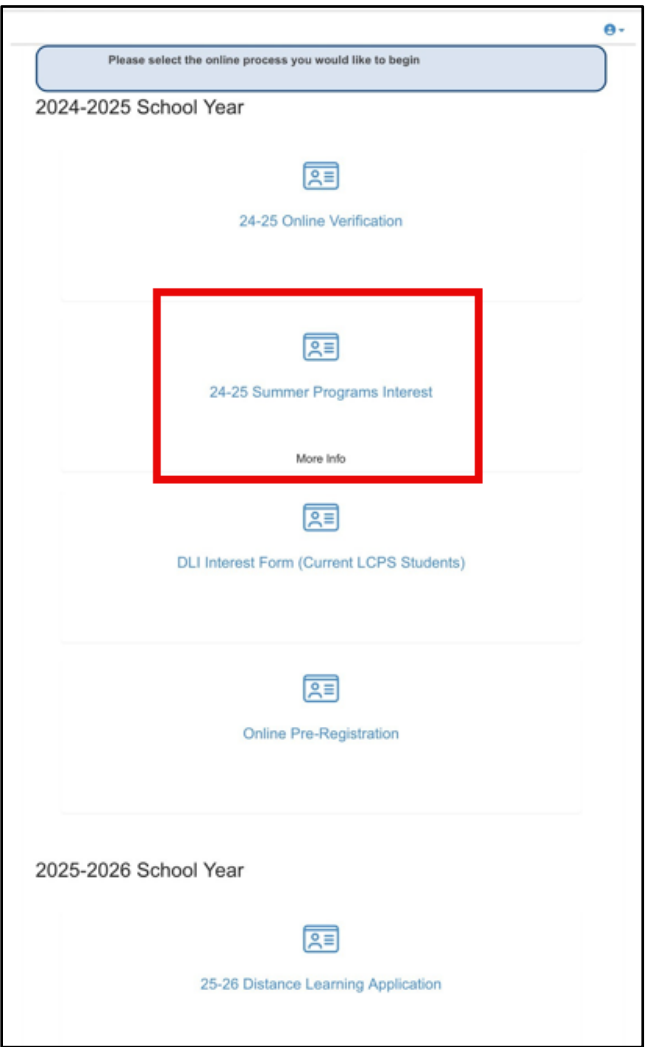 Please select the online process you would like to begin
2024-2025 School Year
24-25 Online Verification
24-25 Summer Programs Interest
More Info
DLI Interest Form (Current LCPS Students)
Online Pre-Registration
2025-2026 School Year
25-26 Distance Learning Application